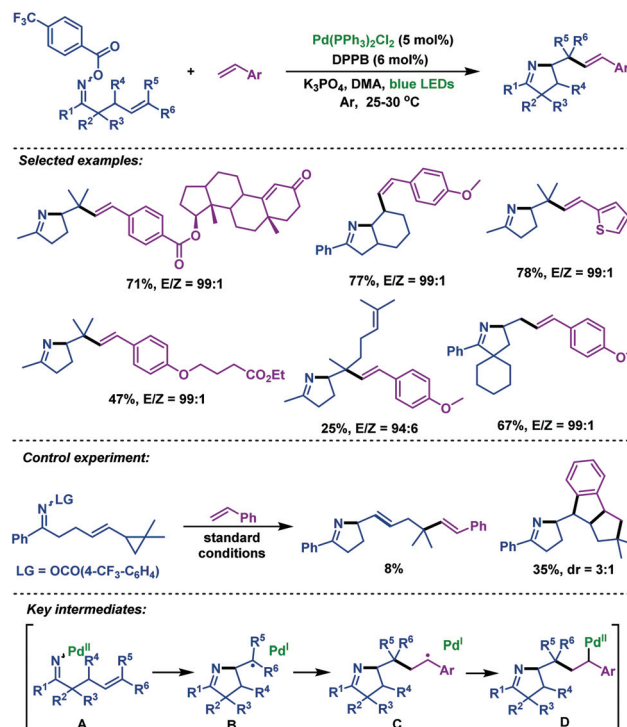 F₃C
O
O
N
R⁴
R⁵
R¹
R⁶
R² R³
+
Ar
Pd(PPh₃)₂Cl₂ (5 mol%)
DPPB (6 mol%)
K₃PO₄, DMA, blue LEDs
Ar, 25-30 °C
R⁵ R⁶
N
Ar
R¹
R⁴
R² R³
Selected examples:
N
O
O
O
71%, E/Z = 99:1
N
Ph
O
77%, E/Z = 99:1
N
S
78%, E/Z = 99:1
N
O
CO₂Et
47%, E/Z = 99:1
N
O
25%, E/Z = 94:6
Ph
N
O
67%, E/Z = 99:1
Control experiment:
N LG
Ph
LG = OCO(4-CF₃-C₆H₄)
Ph
standard
conditions
N
Ph
Ph
8%
N
Ph
35%, dr = 3:1
Key intermediates:
Pdᴵᴵ
N
R⁴
R⁵
R¹
R⁶
R² R³
A
R⁵
Pdᴵ
N
R⁶
R¹
R⁴
R² R³
B
R⁵ R⁶
Pdᴵ
N
Ar
R¹
R⁴
R² R³
C
R⁵ R⁶
Pdᴵᴵ
N
Ar
R¹
R⁴
R² R³
D